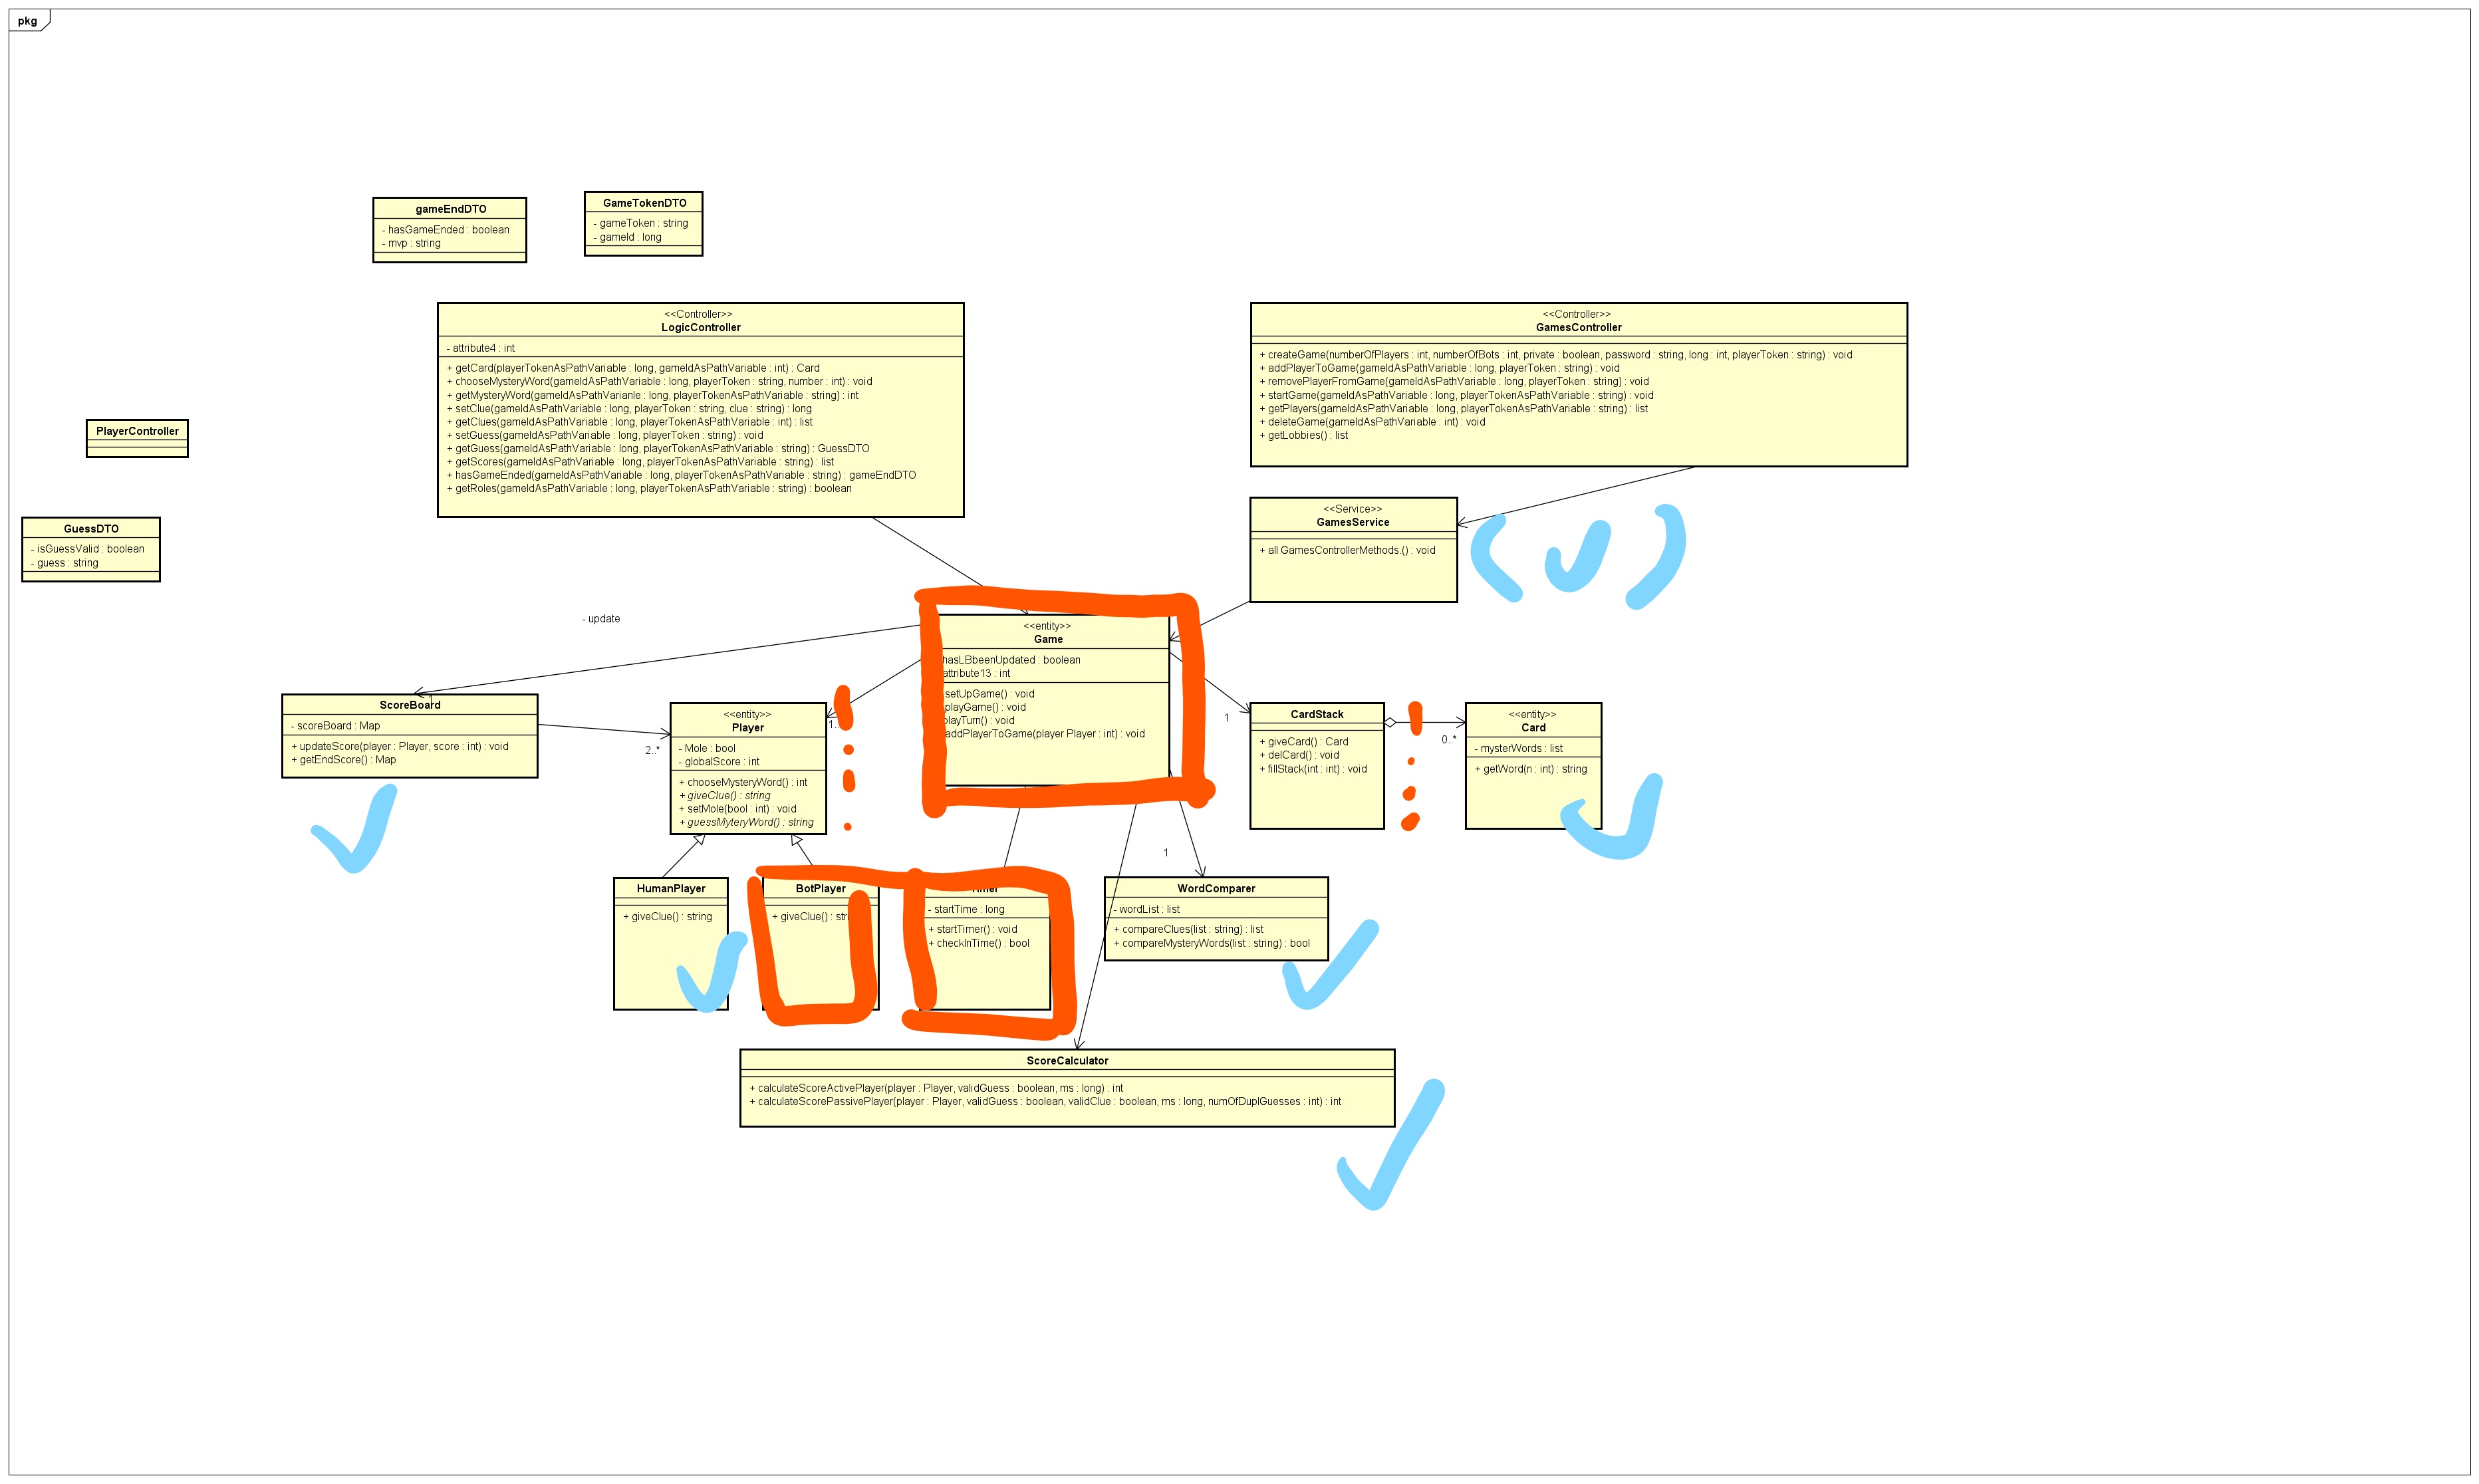 pkg
gameEndDTO
- hasGameEnded : boolean
- mvp : string
GameTokenDTO
- gameToken : string
- gameId : long
<<Controller>>
LogicController
- attribute4 : int
+ getCard(playerTokenAsPathVariable : long, gameIdAsPathVariable : int) : Card
+ chooseMysteryWord(gameIdAsPathVariable : long, playerToken : string, number : int) : void
+ getMysteryWord(gameIdAsPathVarianle : long, playerTokenAsPathVariable : string) : int
+ setClue(gameIdAsPathVariable : long, playerToken : string, clue : string) : long
+ getClues(gameIdAsPathVariable : long, playerTokenAsPathVariable : int) : list
+ setGuess(gameIdAsPathVariable : long, playerToken : string) : void
+ getGuess(gameIdAsPathVariable : long, playerTokenAsPathVariable : string) : GuessDTO
+ getScores(gameIdAsPathVariable : long, playerTokenAsPathVariable : string) : list
+ hasGameEnded(gameIdAsPathVariable : long, playerTokenAsPathVariable : string) : gameEndDTO
+ getRoles(gameIdAsPathVariable : long, playerTokenAsPathVariable : string) : boolean
<<Controller>>
GamesController
+ createGame(numberOfPlayers : int, numberOfBots : int, private : boolean, password : string, long : int, playerToken : string) : void
+ addPlayerToGame(gameIdAsPathVariable : long, playerToken : string) : void
+ removePlayerFromGame(gameIdAsPathVariable : long, playerToken : string) : void
+ startGame(gameIdAsPathVariable : long, playerTokenAsPathVariable : string) : void
+ getPlayers(gameIdAsPathVariable : long, playerTokenAsPathVariable : string) : list
+ deleteGame(gameIdAsPathVariable : int) : void
+ getLobbies() : list
PlayerController
GuessDTO
- isGuessValid : boolean
- guess : string
<<Service>>
GamesService
+ all GamesControllerMethods.() : void
- update
<<entity>>
Game
hasLBbeenUpdated : boolean
attribute13 : int
setUpGame() : void
playGame() : void
playTurn() : void
addPlayerToGame(player Player : int) : void
1
ScoreBoard
- scoreBoard : Map
+ updateScore(player : Player, score : int) : void
+ getEndScore() : Map
2..*
<<entity>>
Player
- Mole : bool
- globalScore : int
+ chooseMysteryWord() : int
+ giveClue() : string
+ setMole(bool : int) : void
+ guessMyteryWord() : string
1..
1
CardStack
+ giveCard() : Card
+ delCard() : void
+ fillStack(int : int) : void
0..*
<<entity>>
Card
- mysterWords : list
+ getWord(n : int) : string
HumanPlayer
+ giveClue() : string
BotPlayer
+ giveClue() : stri
Timer
- startTime : long
+ startTimer() : void
+ checkInTime() : bool
1
WordComparer
- wordList : list
+ compareClues(list : string) : list
+ compareMysteryWords(list : string) : bool
ScoreCalculator
+ calculateScoreActivePlayer(player : Player, validGuess : boolean, ms : long) : int
+ calculateScorePassivePlayer(player : Player, validGuess : boolean, validClue : boolean, ms : long, numOfDuplGuesses : int) : int